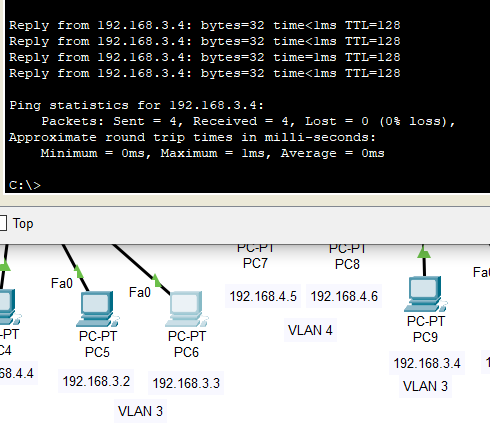 Reply from 192.168.3.4: bytes=32 time<1ms TTL=128
Reply from 192.168.3.4: bytes=32 time<1ms TTL=128
Reply from 192.168.3.4: bytes=32 time=1ms TTL=128
Reply from 192.168.3.4: bytes=32 time<1ms TTL=128
Ping statistics for 192.168.3.4:
Packets: Sent = 4, Received = 4, Lost = 0 (0% loss),
Approximate round trip times in milli-seconds:
Minimum = 0ms, Maximum = 1ms, Average = 0ms
C:\>
Top
PC-PT
PC7
PC-PT
PC8
Fa0
Fa0
Fa0
192.168.4.5
192.168.4.6
-PT
C4
PC-PT
PC5
PC-PT
PC6
VLAN 4
PC-PT
PC9
68.4.4
192.168.3.2
192.168.3.3
192.168.3.4
VLAN 3
VLAN 3